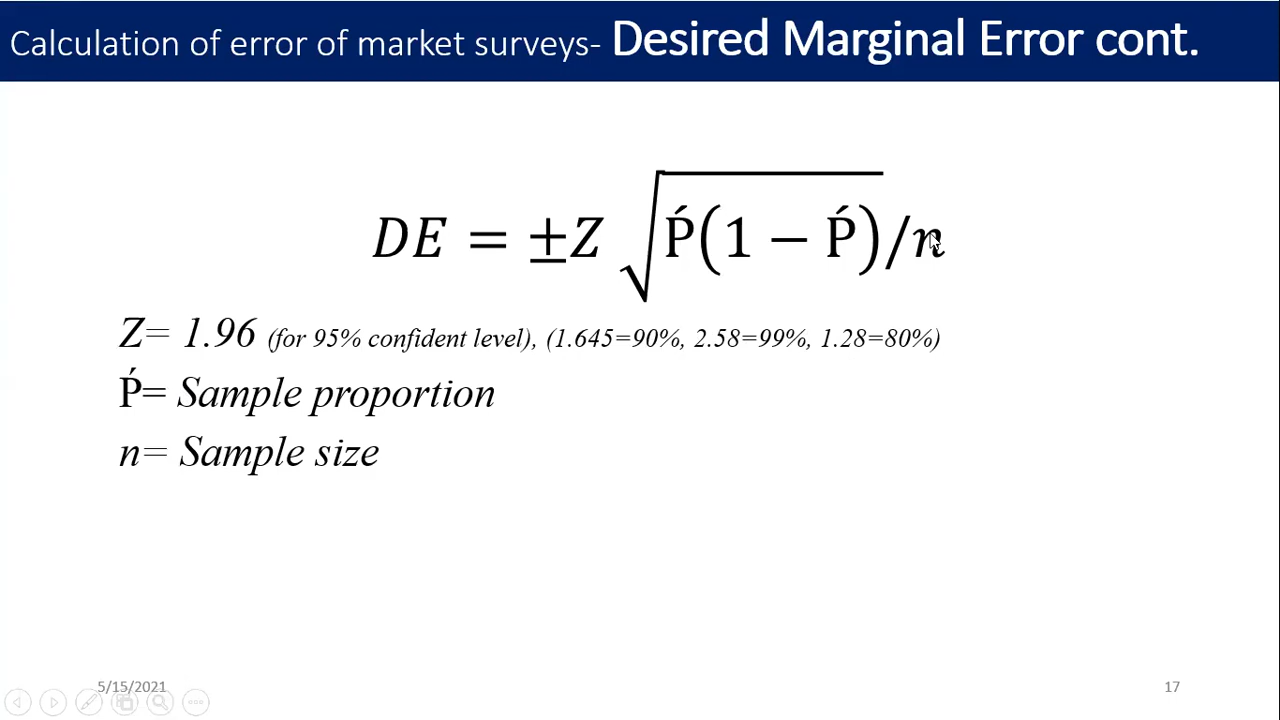 Calculation of error of market surveys- Desired Marginal Error cont.
DE = ±Z √Ṕ(1 − Ṕ)/n
Z= 1.96 (for 95% confident level), (1.645=90%, 2.58=99%, 1.28=80%)
Ṕ= Sample proportion
n= Sample size
5/15/2021
17